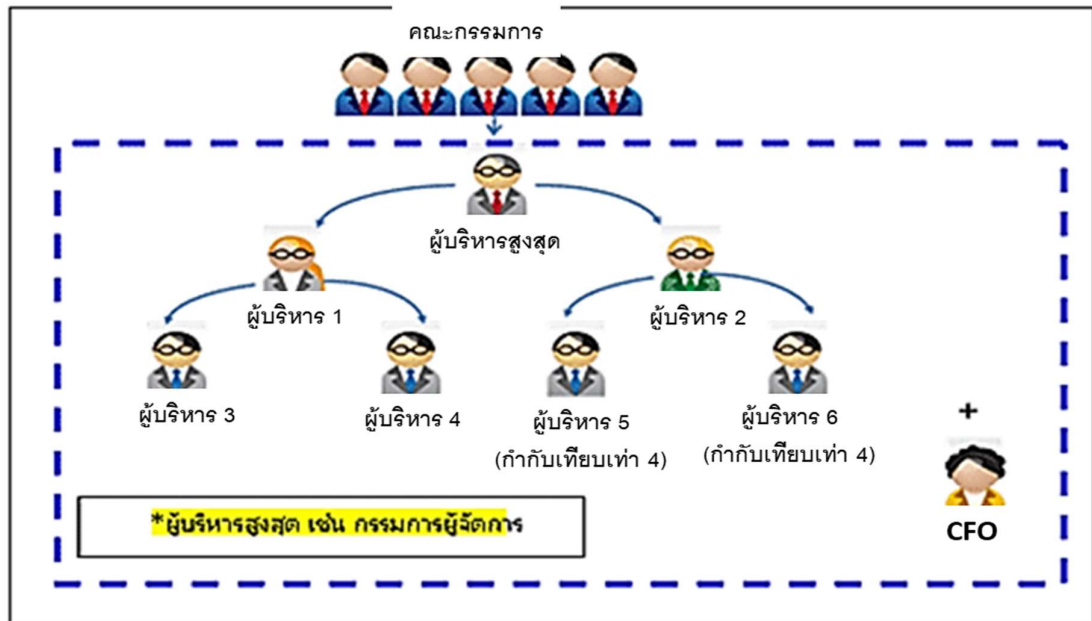 คณะกรรมการ
ผู้บริหารสูงสุด
ผู้บริหาร 1
ผู้บริหาร 2
ผู้บริหาร 3
ผู้บริหาร 4
ผู้บริหาร 5
(กำกับเทียบเท่า 4)
ผู้บริหาร 6
(กำกับเทียบเท่า 4)
+
CFO
*ผู้บริหารสูงสุด เช่น กรรมการผู้จัดการ